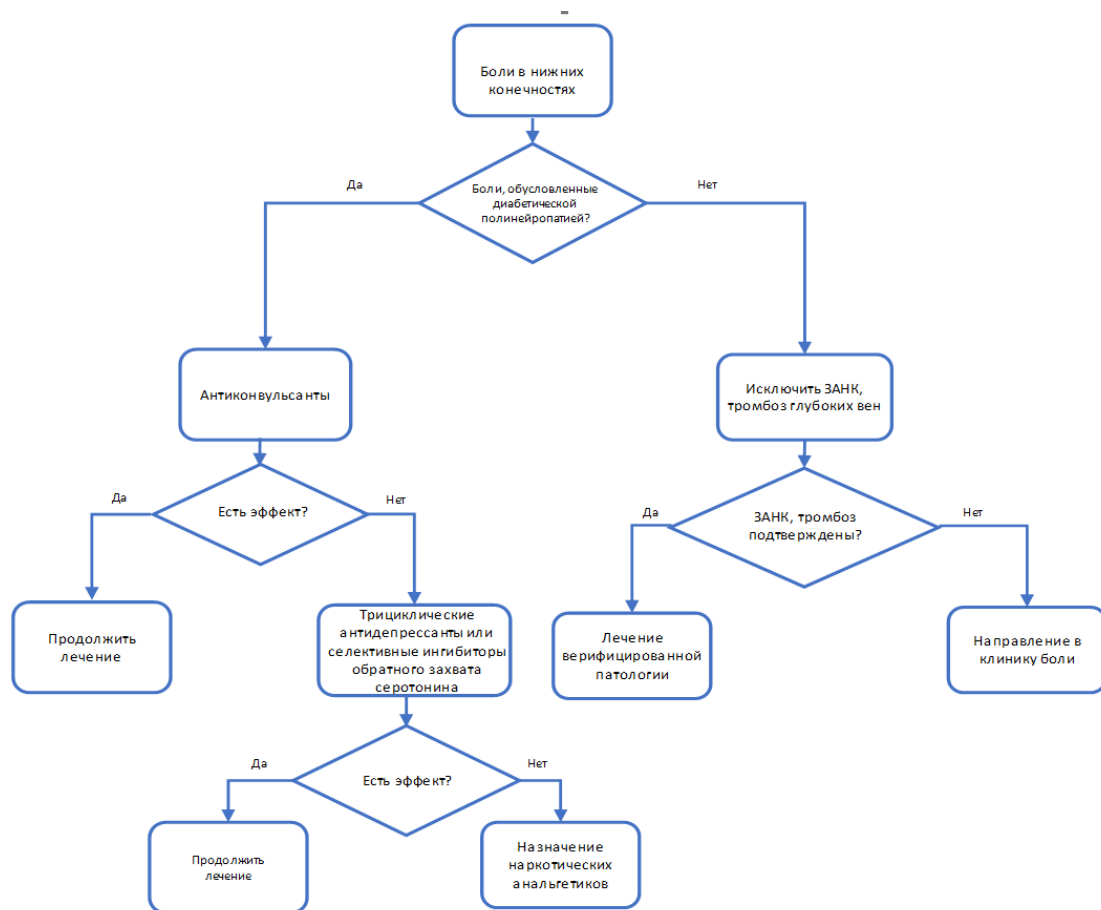 Боли в нижних
конечностях
Да
Боли, обусловленные
диабетической
полинейропатией?
Нет
Антиконвульсанты
Исключить ЗАНК,
тромбоз глубоких вен
Да
Есть эффект?
Нет
Да
ЗАНК, тромбоз
подтверждены?
Нет
Продолжить
лечение
Трициклические
антидепрессанты или
селективные ингибиторы
обратного захвата
серотонина
Лечение
верифицированной
патологии
Направление в
клинику боли
Да
Есть эффект?
Нет
Продолжить
лечение
Назначение
наркотических
анальгетиков